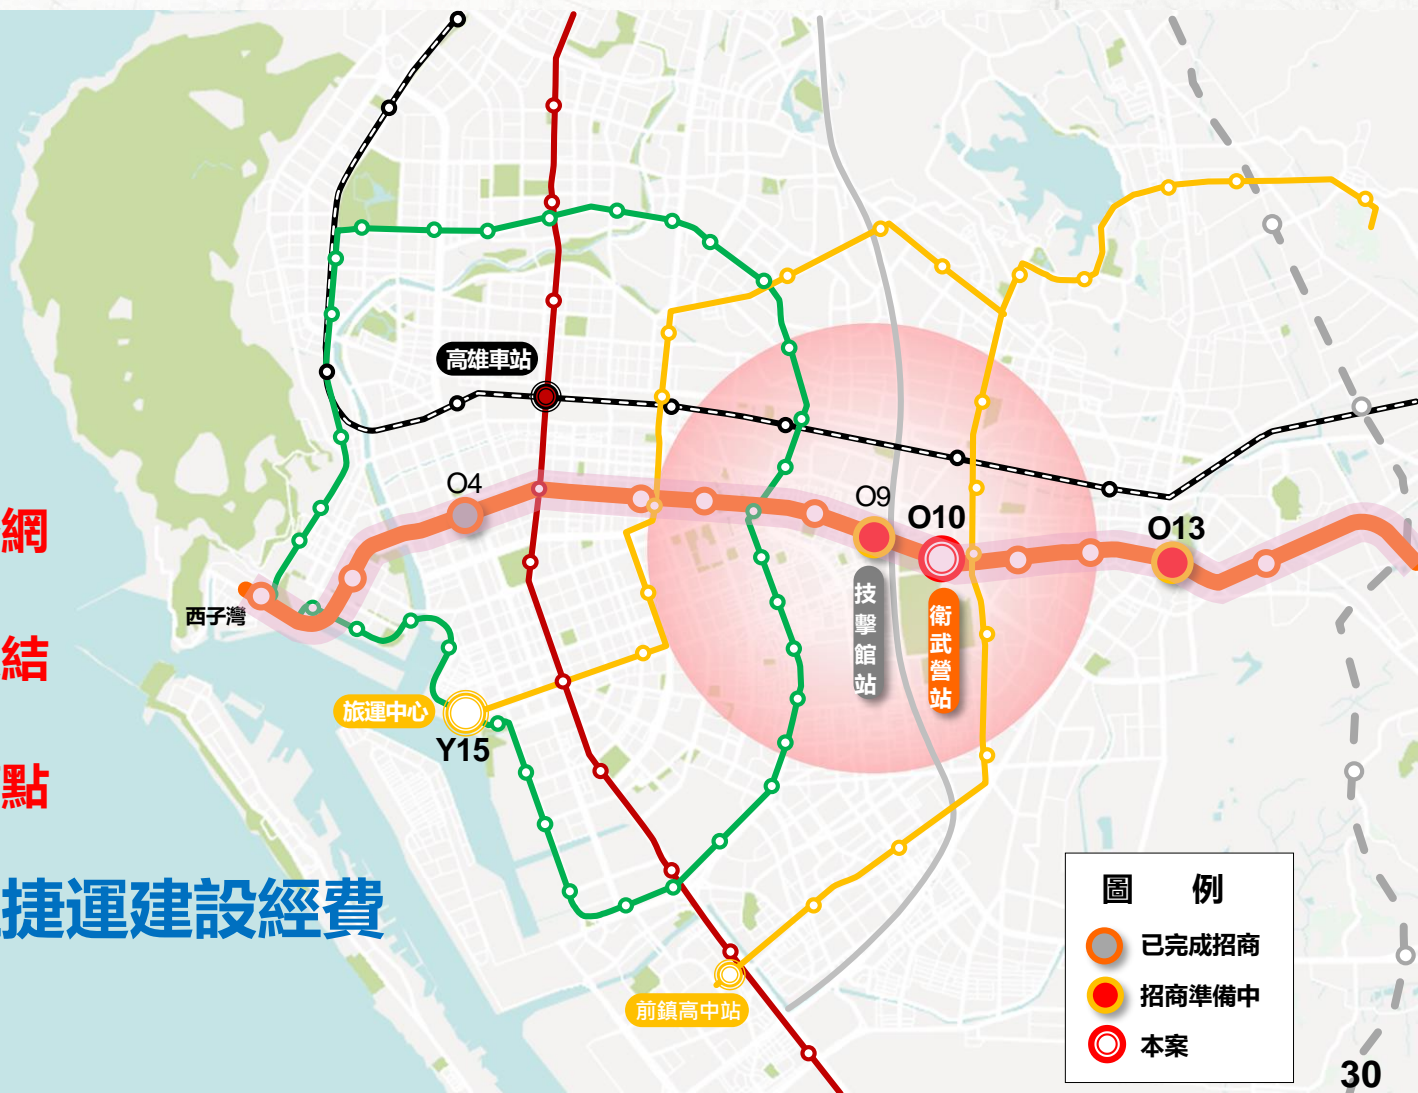 高雄車站
O4
O9
O10
O13
網
技擊館站
衛武營站
西子灣
結
旅運中心
Y15
點
捷運建設經費
前鎮高中站
圖 例
已完成招商
招商準備中
本案
30